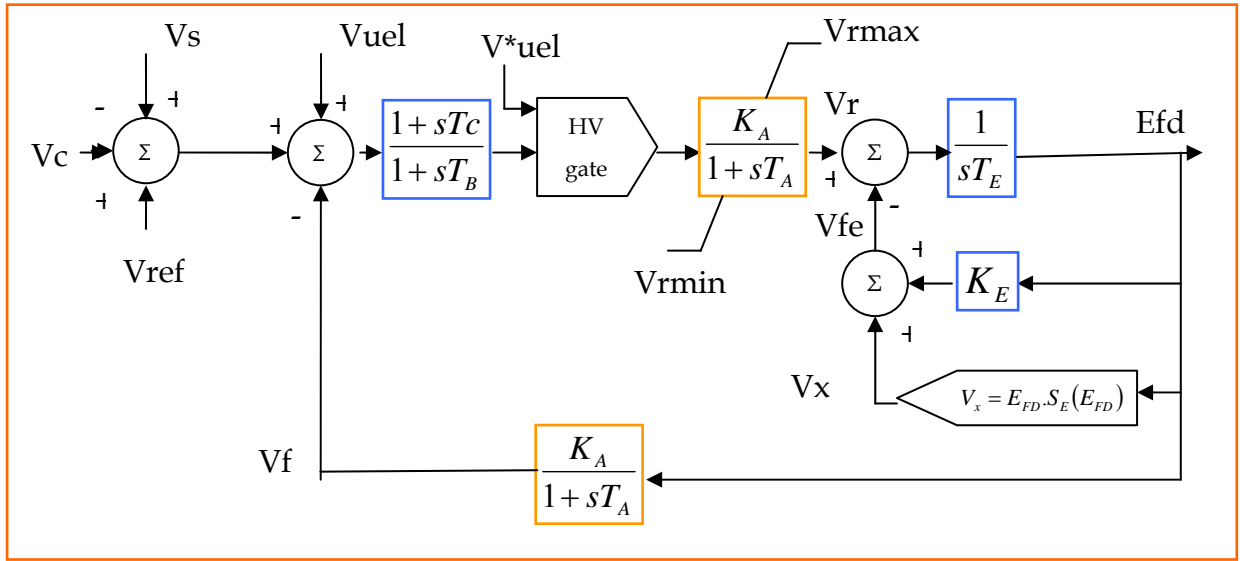 Vs
Vuel
V*uel
Vrmax
-
+
+
+
Σ
Vc
+
Vref
Σ
-
1 + sTc
1 + sT_B
HV
gate
K_A
1 + sT_A
Vrmin
Vr
+
Σ
-
1
sT_E
Efd
Vfe
+
Σ
+
K_E
Vx
V_x = E_FD.S_E(E_FD)
Vf
K_A
1 + sT_A